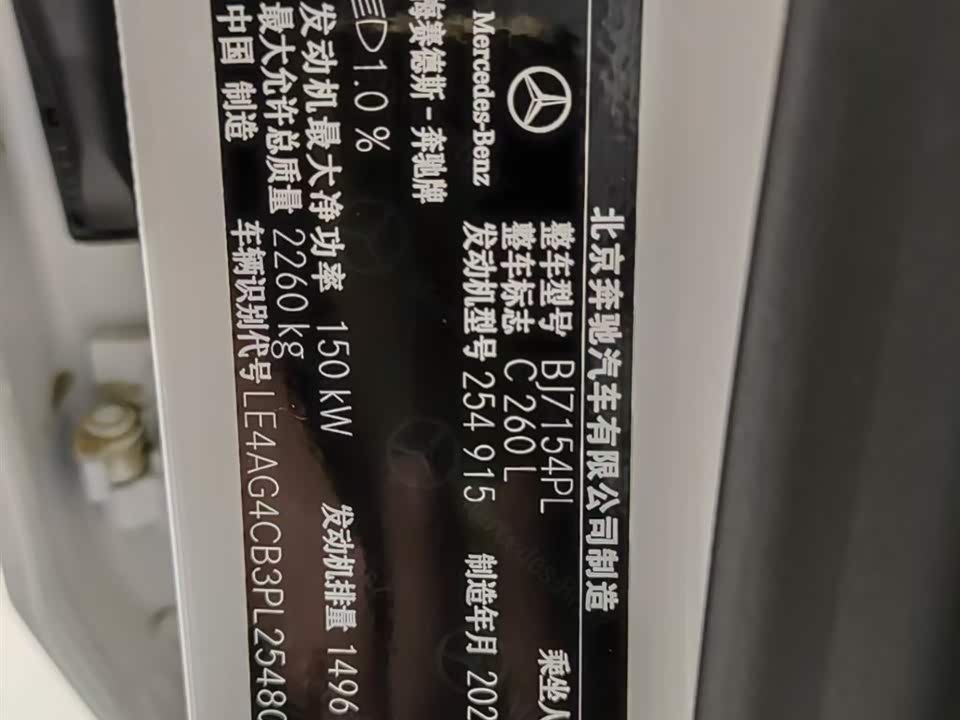 北京奔驰汽车有限公司制造
Mercedes-Benz
梅赛德斯-奔驰牌
整车型号 BJ7154PL 乘坐人
整车标志 C 260 L
发动机型号 254 915 制造年月 202
1.0 %
发动机最大净功率 150 kW 发动机排量 1496
最大允许总质量 2260 kg
中国 制造 车辆识别代号 LE4AG4CB3PL25480